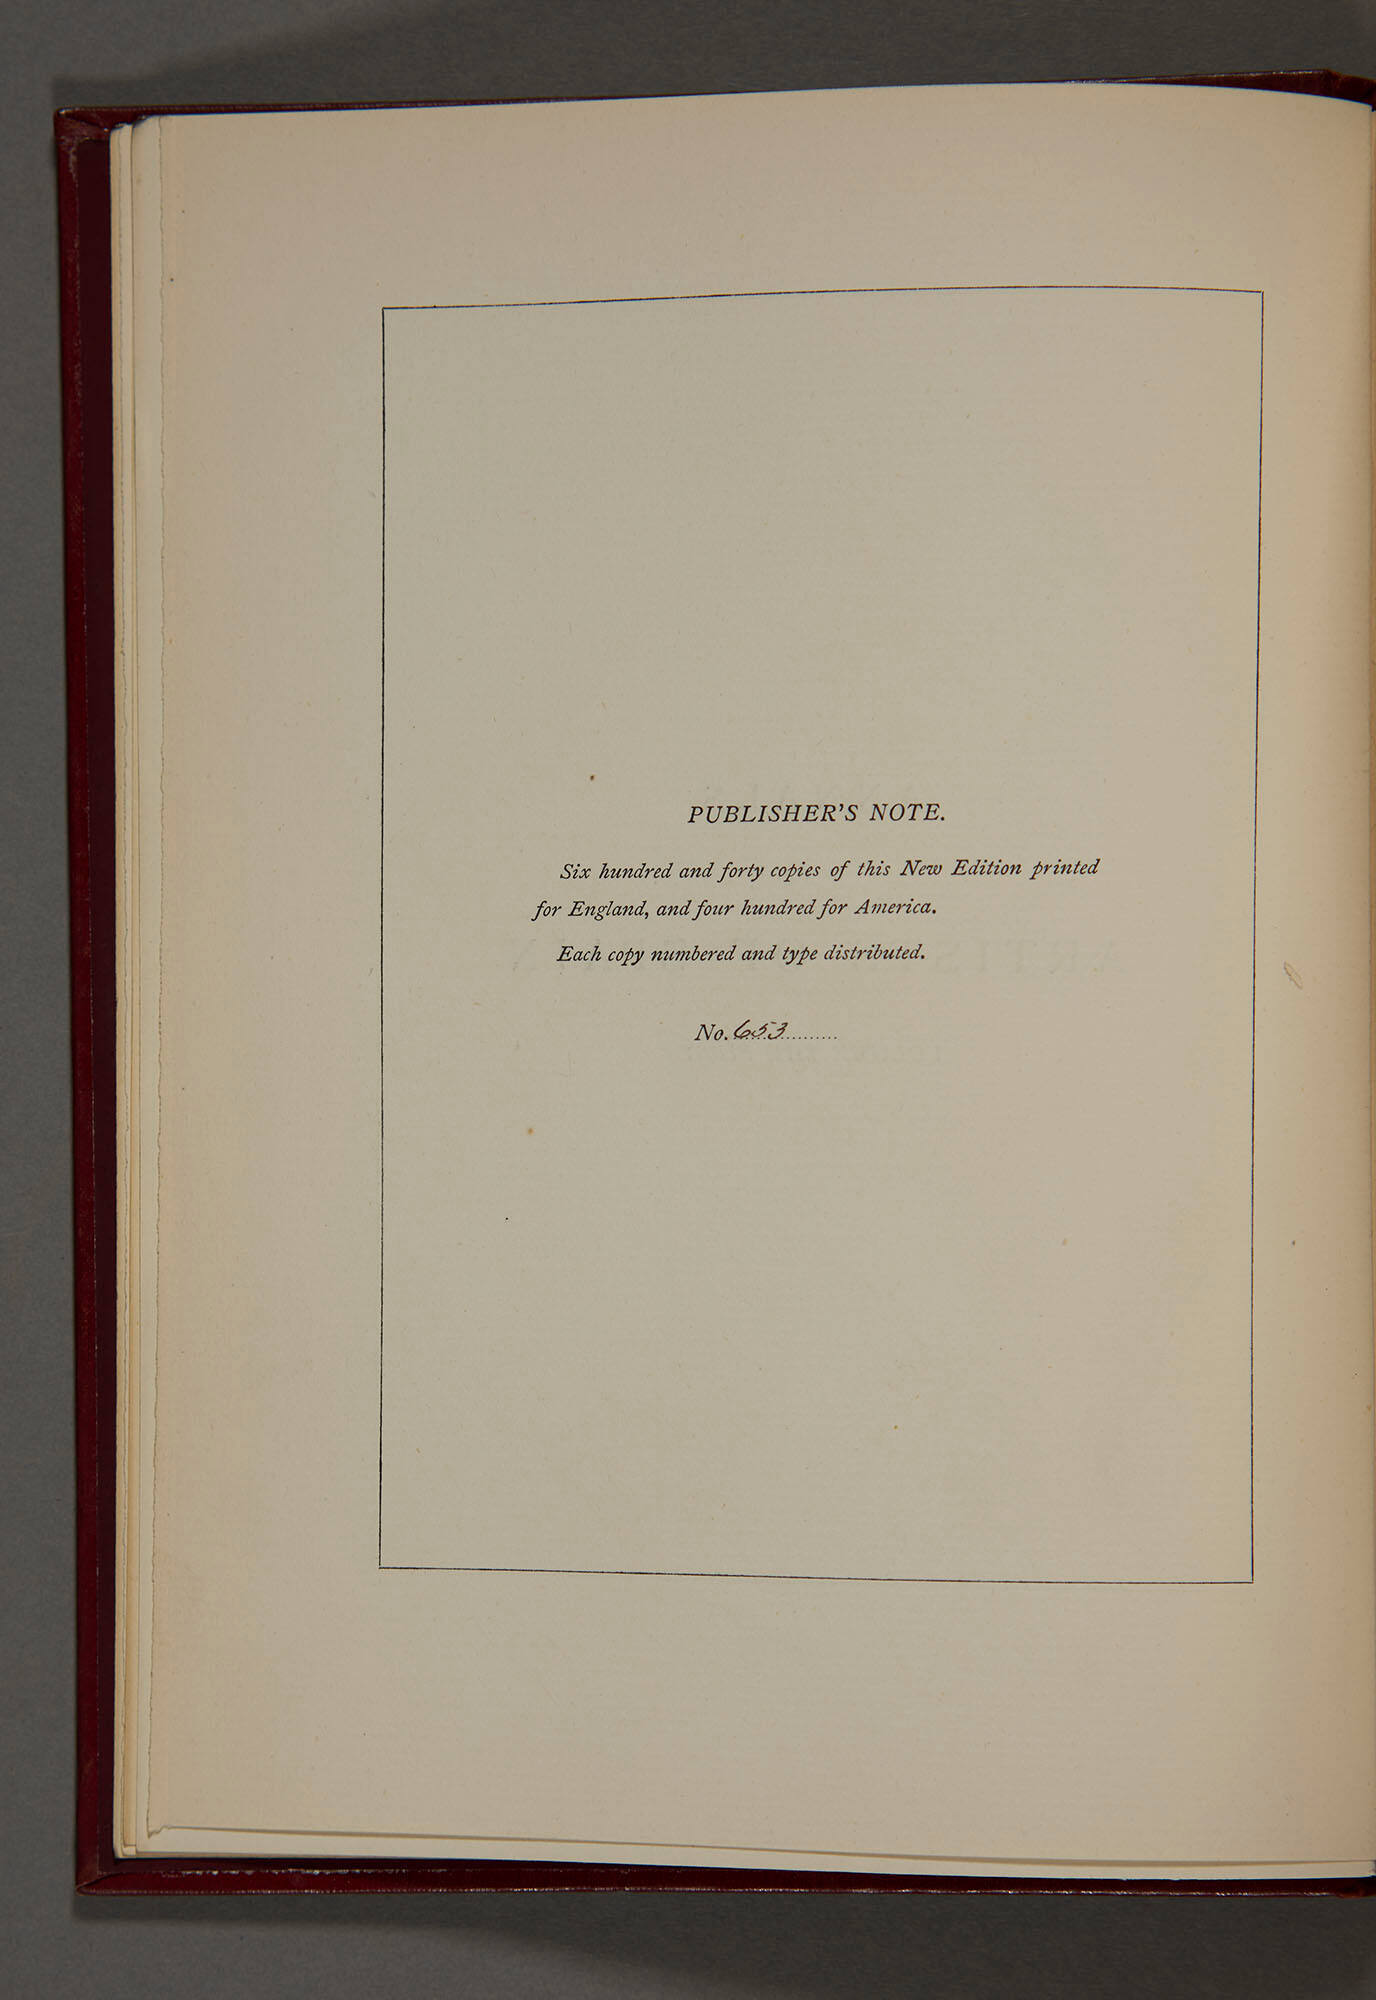 PUBLISHER'S NOTE.
Six hundred and forty copies of this New Edition printed
for England, and four hundred for America.
Each copy numbered and type distributed.
No. 653..........